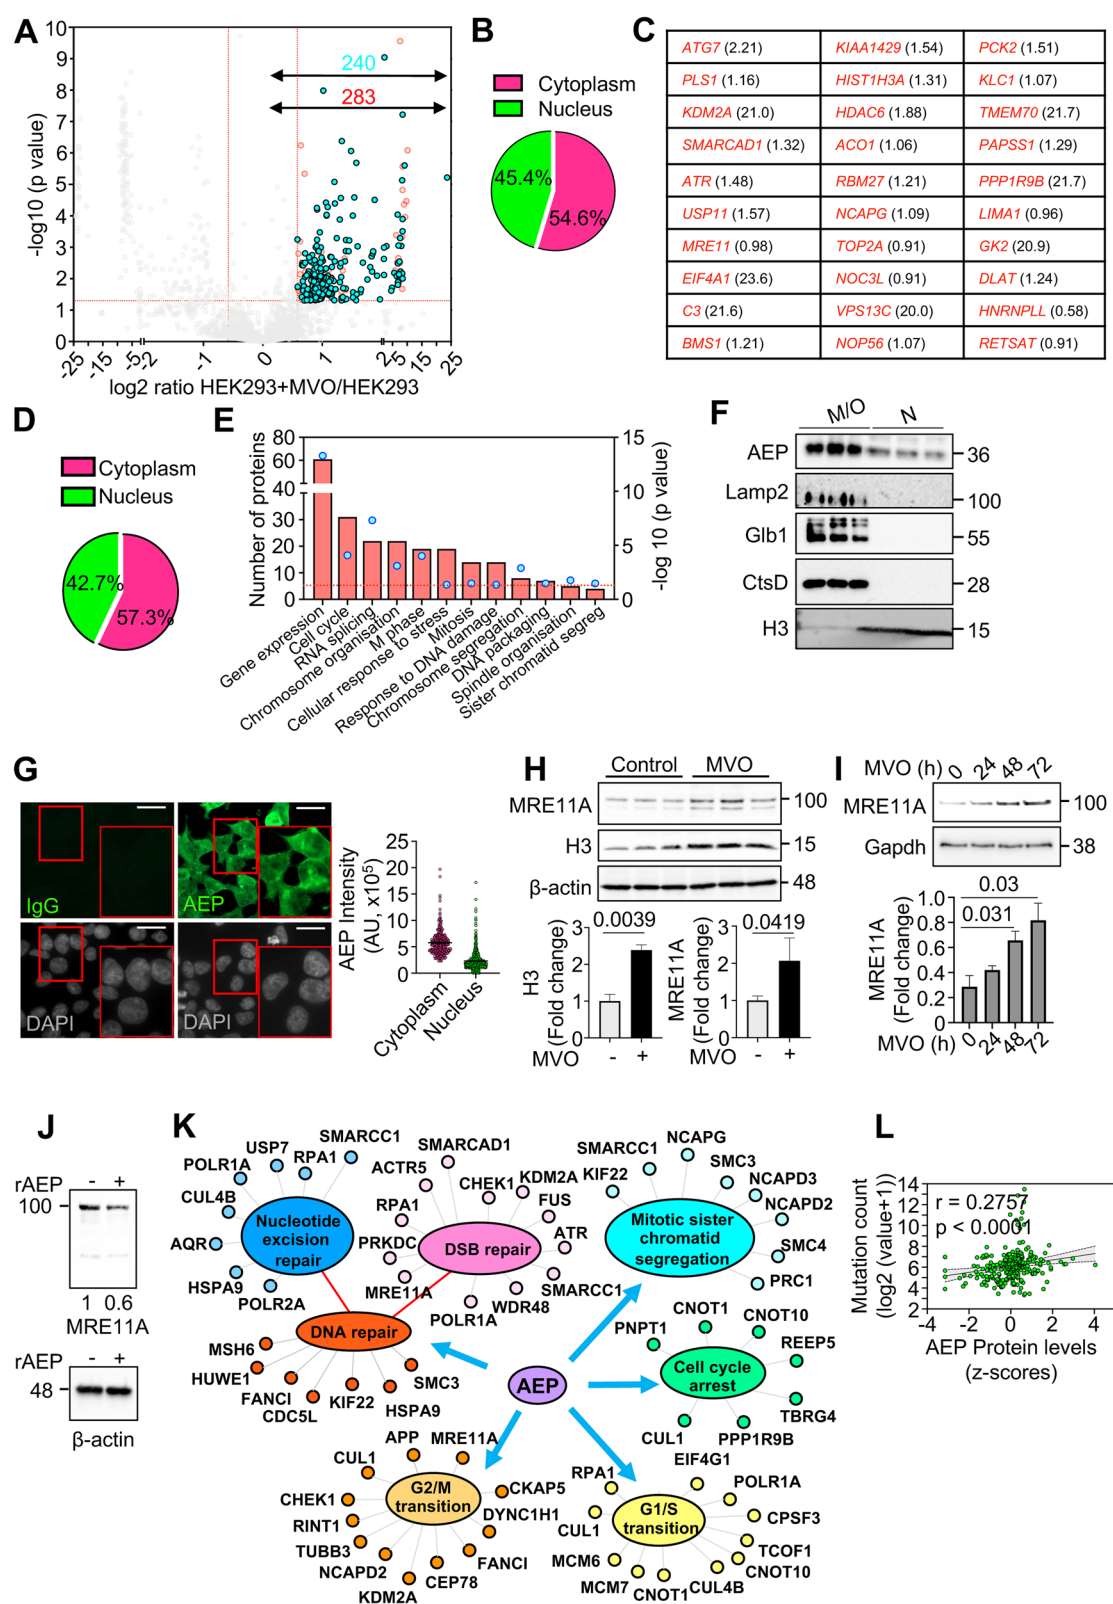 A
10
9
8
7
6
5
4
3
2
1
0
-log10 (p value)
240
283
-25
-15
-5
-2
-1
0
1
2
5
15
25
log2 ratio HEK293+MVO/HEK293
B
Cytoplasm
Nucleus
45.4%
54.6%
C
ATG7 (2.21) KIAA1429 (1.54) PCK2 (1.51)
PLS1 (1.16) HIST1H3A (1.31) KLC1 (1.07)
KDM2A (21.0) HDAC6 (1.88) TMEM70 (21.7)
SMARCAD1 (1.32) ACO1 (1.06) PAPSS1 (1.29)
ATR (1.48) RBM27 (1.21) PPP1R9B (21.7)
USP11 (1.57) NCAPG (1.09) LIMA1 (0.96)
MRE11 (0.98) TOP2A (0.91) GK2 (20.9)
EIF4A1 (23.6) NOC3L (0.91) DLAT (1.24)
C3 (21.6) VPS13C (20.0) HNRNPLL (0.58)
BMS1 (1.21) NOP56 (1.07) RETSAT (0.91)
D
Cytoplasm
Nucleus
42.7%
57.3%
E
Number of proteins
80
60
40
30
20
10
0
15
10
5
0
-log 10 (p value)
Gene expression
Cell cycle
RNA splicing
Chromosome organisation
M phase
Cellular response to stress
Mitosis
Response to DNA damage
Chromosome segregation
DNA packaging
Spindle organisation
Sister chromatid segreg
F
M/O N
AEP 36
Lamp2 100
Glb1 55
CtsD 28
H3 15
G
IgG
AEP
DAPI
DAPI
AEP Intensity
(AU. x10⁵)
25
20
15
10
5
0
Cytoplasm
Nucleus
H
Control MVO
MRE11A 100
H3 15
β-actin 48
0.0039
H3
(Fold change)
3
2
1
0
MVO - +
0.0419
MRE11A
(Fold change)
3
2
1
0
- +
I
MVO (h) 0 24 48 72
MRE11A 100
Gapdh 38
0.03
0.031
MRE11A
(Fold change)
1.0
0.8
0.6
0.4
0.2
0
MVO (h) 0 24 48 72
J
rAEP - +
100
1 0.6
MRE11A
rAEP - +
48
β-actin
K
Nucleotide
excision
repair
SMARCC1
USP7
RPA1
POLR1A
CUL4B
AQR
HSPA9
POLR2A
DSB repair
SMARCAD1
ACTR5
CHEK1
KDM2A
RPA1
FUS
PRKDC
ATR
MRE11A
SMARCC1
WDR48
POLR1A
Mitotic sister
chromatid
segregation
NCAPG
SMARCC1
SMC3
KIF22
NCAPD3
NCAPD2
SMC4
PRC1
DNA repair
MSH6
HUWE1
FANCI
CDC5L
KIF22
HSPA9
SMC3
AEP
Cell cycle
arrest
CNOT1
CNOT10
PNPT1
REEP5
TBRG4
CUL1
PPP1R9B
G2/M
transition
APP
MRE11A
CUL1
CKAP5
CHEK1
DYNC1H1
RINT1
TUBB3
FANCI
NCAPD2
CEP78
KDM2A
G1/S
transition
EIF4G1
RPA1
POLR1A
CPSF3
CUL1
TCOF1
MCM6
CNOT10
MCM7
CNOT1
CUL4B
L
Mutation count
(log2 (value+1))
14
12
10
8
6
4
2
r = 0.2757
p < 0.0001
-4
-2
0
2
4
AEP Protein levels
(z-scores)